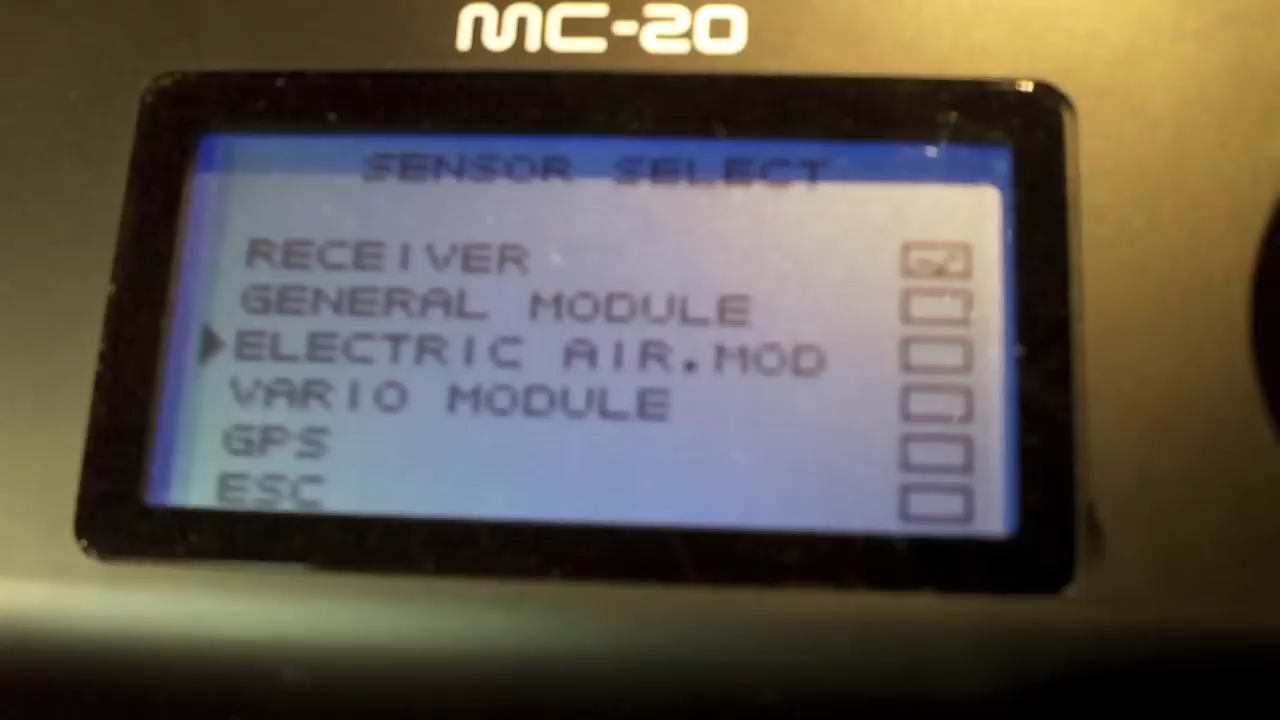 MC-20
SENSOR SELECT
RECEIVER
GENERAL MODULE
ELECTRIC AIR.MOD
VARIO MODULE
GPS
ESC